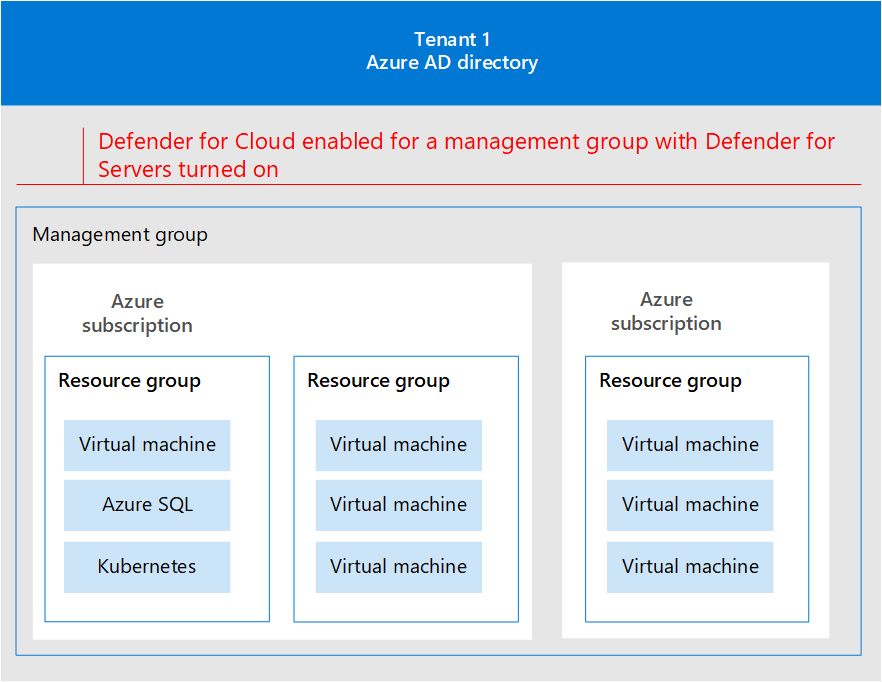 Tenant 1
Azure AD directory
Defender for Cloud enabled for a management group with Defender for
Servers turned on
Management group
Azure
subscription
Resource group
Virtual machine
Azure SQL
Kubernetes
Resource group
Virtual machine
Virtual machine
Virtual machine
Azure
subscription
Resource group
Virtual machine
Virtual machine
Virtual machine